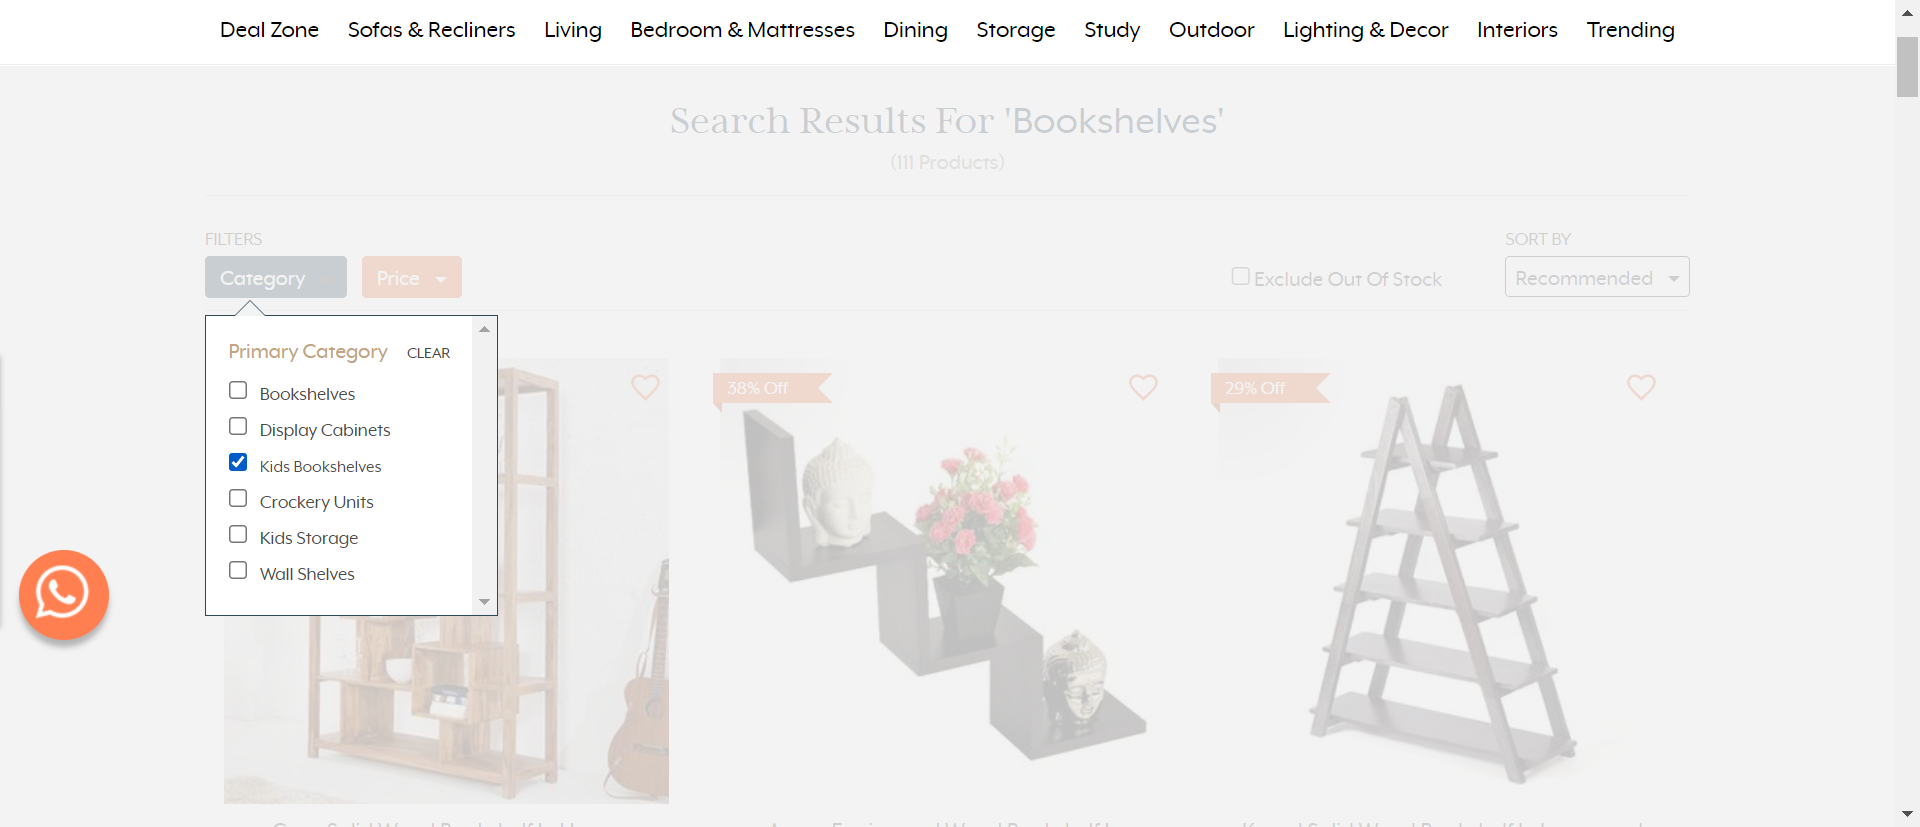 Deal Zone Sofas & Recliners Living Bedroom & Mattresses Dining Storage Study Outdoor Lighting & Decor Interiors Trending
Search Results For 'Bookshelves'
(111 Products)
FILTERS
SORT BY
Category Price
Exclude Out Of Stock
Recommended
Primary Category CLEAR
Bookshelves
Display Cabinets
Kids Bookshelves
Crockery Units
Kids Storage
Wall Shelves
38% Off
29% Off